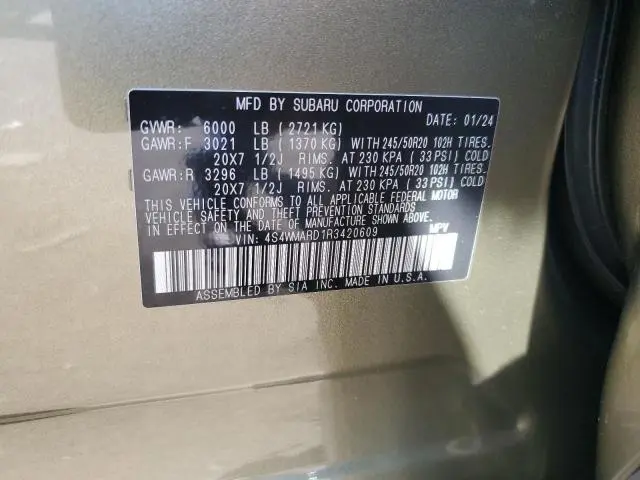 MFD BY SUBARU CORPORATION
DATE: 01/24
GVWR: 6000 LB (2721 KG)
GAWR:F 3021 LB (1370 KG) WITH 245/50R20 102H TIRES,
20X7 1/2J RIMS, AT 230 KPA (33 PSI) COLD
GAWR:R 3296 LB (1495 KG) WITH 245/50R20 102H TIRES,
20X7 1/2J RIMS, AT 230 KPA (33 PSI) COLD
THIS VEHICLE CONFORMS TO ALL APPLICABLE FEDERAL MOTOR
VEHICLE SAFETY, AND THEFT PREVENTION STANDARDS
IN EFFECT ON THE DATE OF MANUFACTURE SHOWN ABOVE.
VIN: 4S4WMARD1R3420609
MPV
ASSEMBLED BY SIA INC. MADE IN U.S.A.